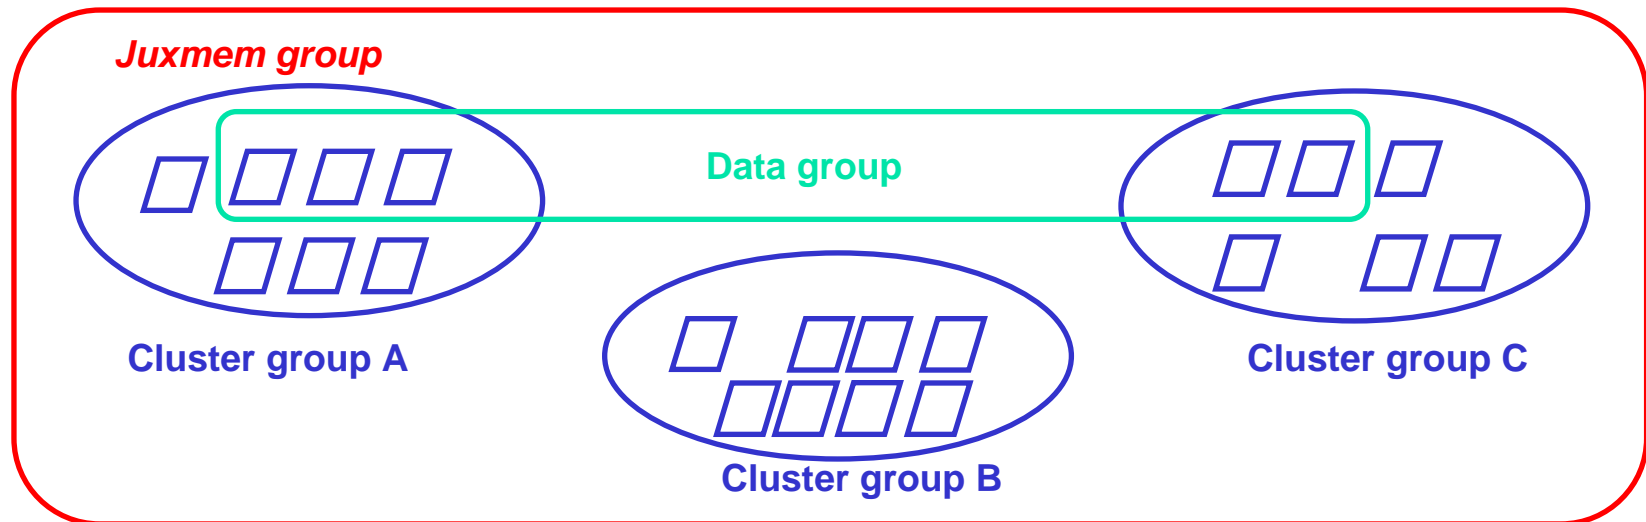 Juxmem group
Data group
Cluster group A
Cluster group C
Cluster group B